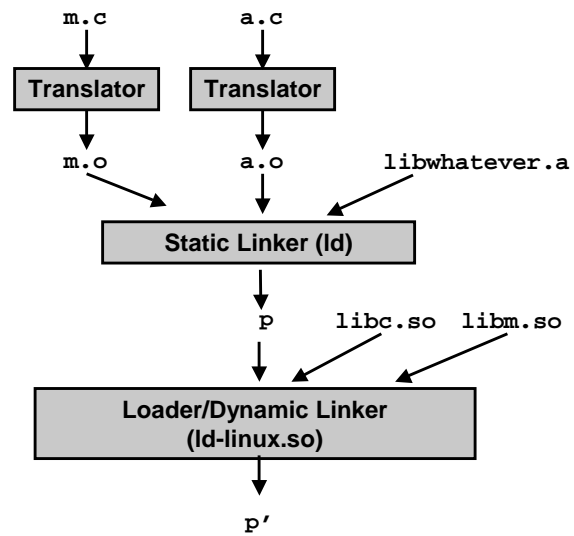 m.c a.c
Translator Translator
m.o a.o libwhatever.a
Static Linker (ld)
p libc.so libm.so
Loader/Dynamic Linker
(ld-linux.so)
p’